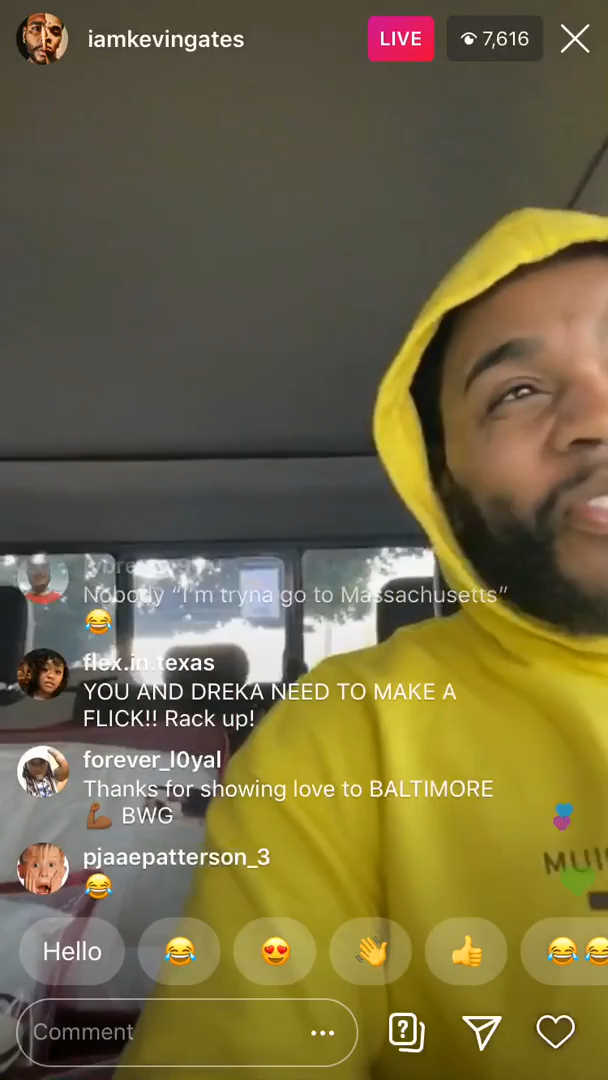 iamkevingates
LIVE
7,616
Nobody “I'm tryna go to Massachusetts”
😂
flex.in.texas
YOU AND DREKA NEED TO MAKE A
FLICK!! Rack up!
forever_l0yal
Thanks for showing love to BALTIMORE
💪🏾 BWG
pjaaepatterson_3
😂
Hello 😂 😍 👋 👍 😂 😂
Comment